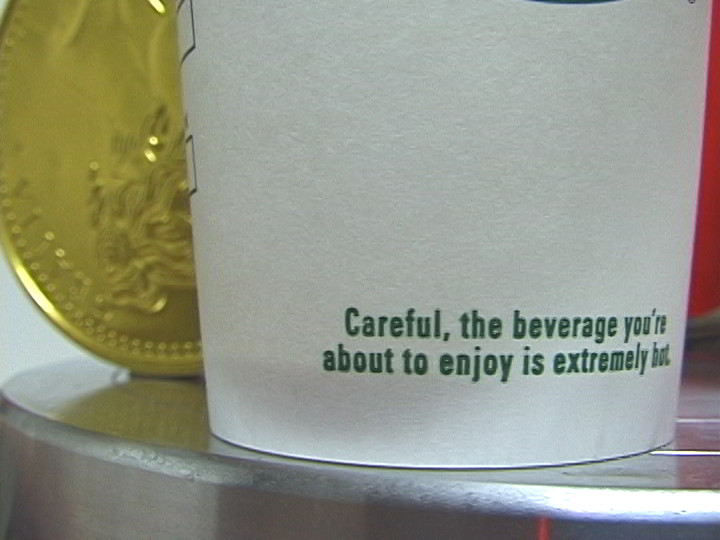 Careful, the beverage you're
about to enjoy is extremely hot.